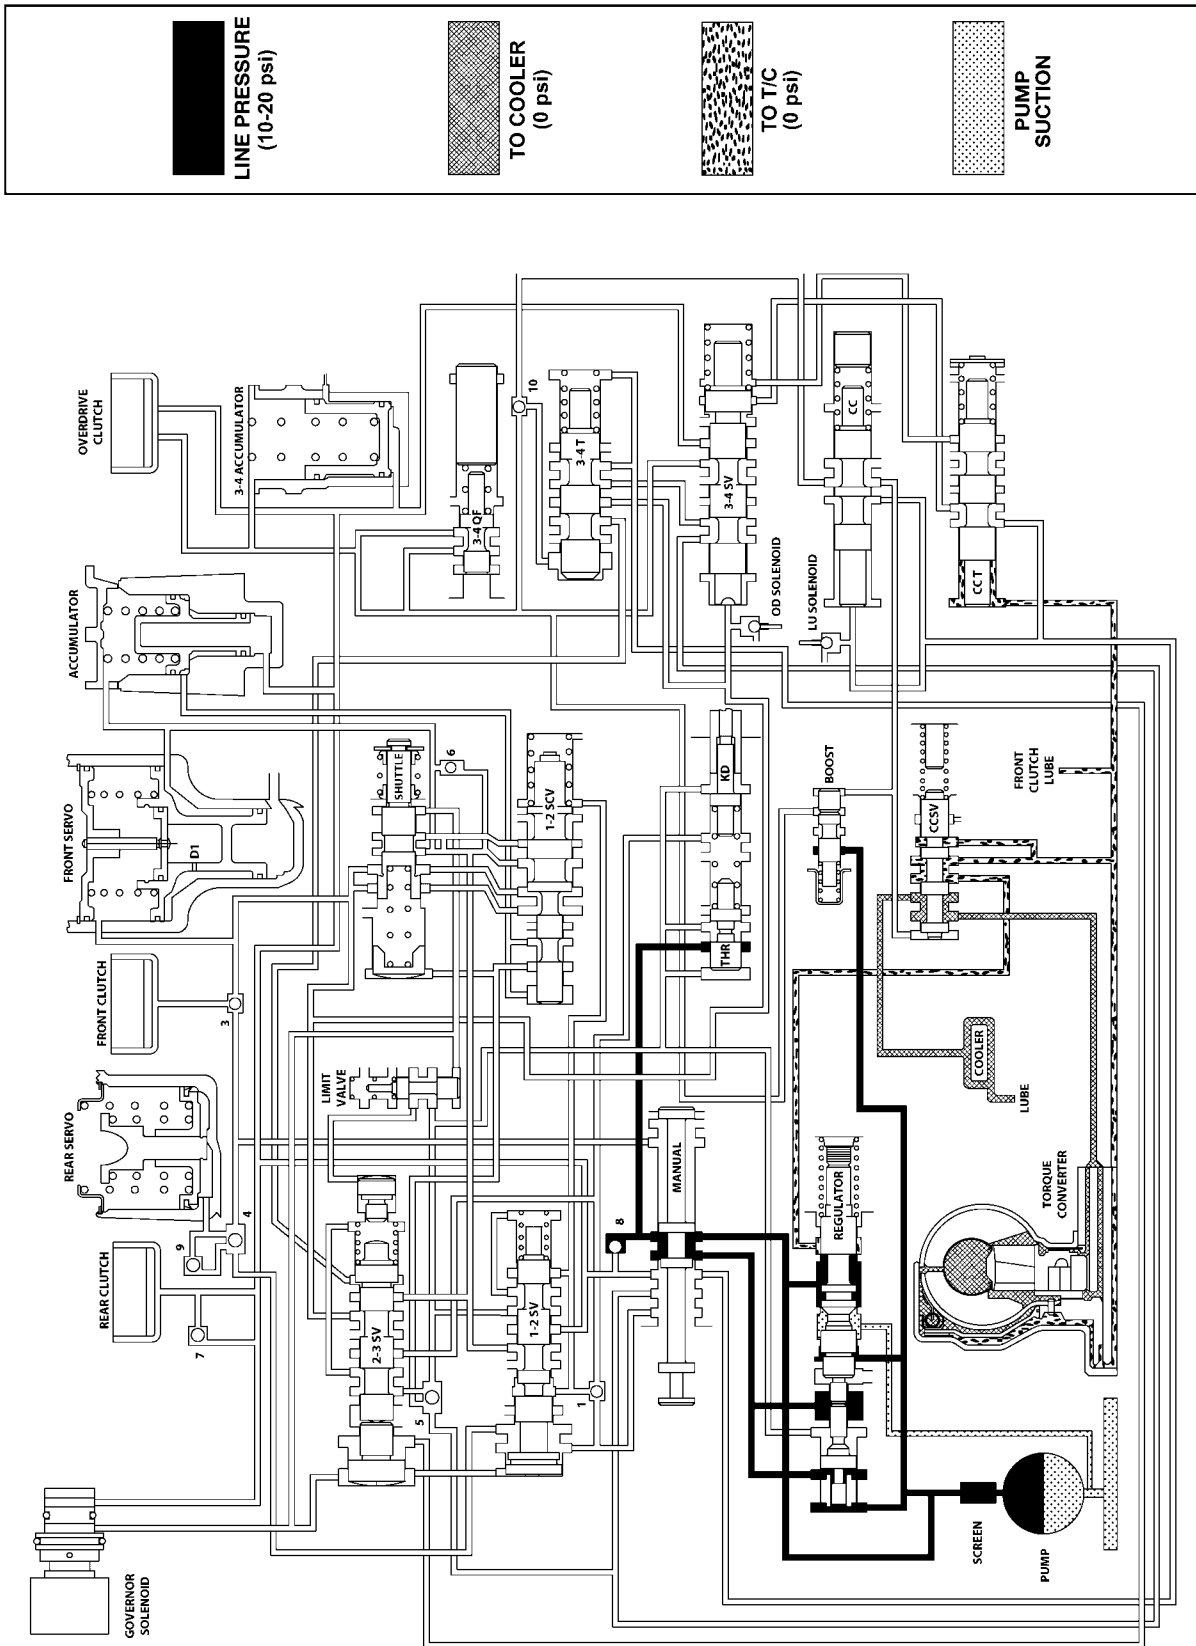 LINE PRESSURE
(10-20 psi)
TO COOLER
(0 psi)
TO T/C
(0 psi)
PUMP
SUCTION
OVERDRIVE
CLUTCH
3-4 ACCUMULATOR
3-4 QF
10
3-4 T
3-4 SV
OD SOLENOID
CC
LU SOLENOID
CC T
ACCUMULATOR
FRONT SERVO
D1
SHUTTLE
6
1-2 SCV
KD
THR
BOOST
CCSV
FRONT
CLUTCH
LUBE
FRONT CLUTCH
3
LIMIT
VALVE
COOLER
LUBE
REAR SERVO
4
9
MANUAL
8
REGULATOR
TORQUE
CONVERTER
REAR CLUTCH
7
2-3 SV
5
1-2 SV
1
SCREEN
PUMP
GOVERNOR
SOLENOID